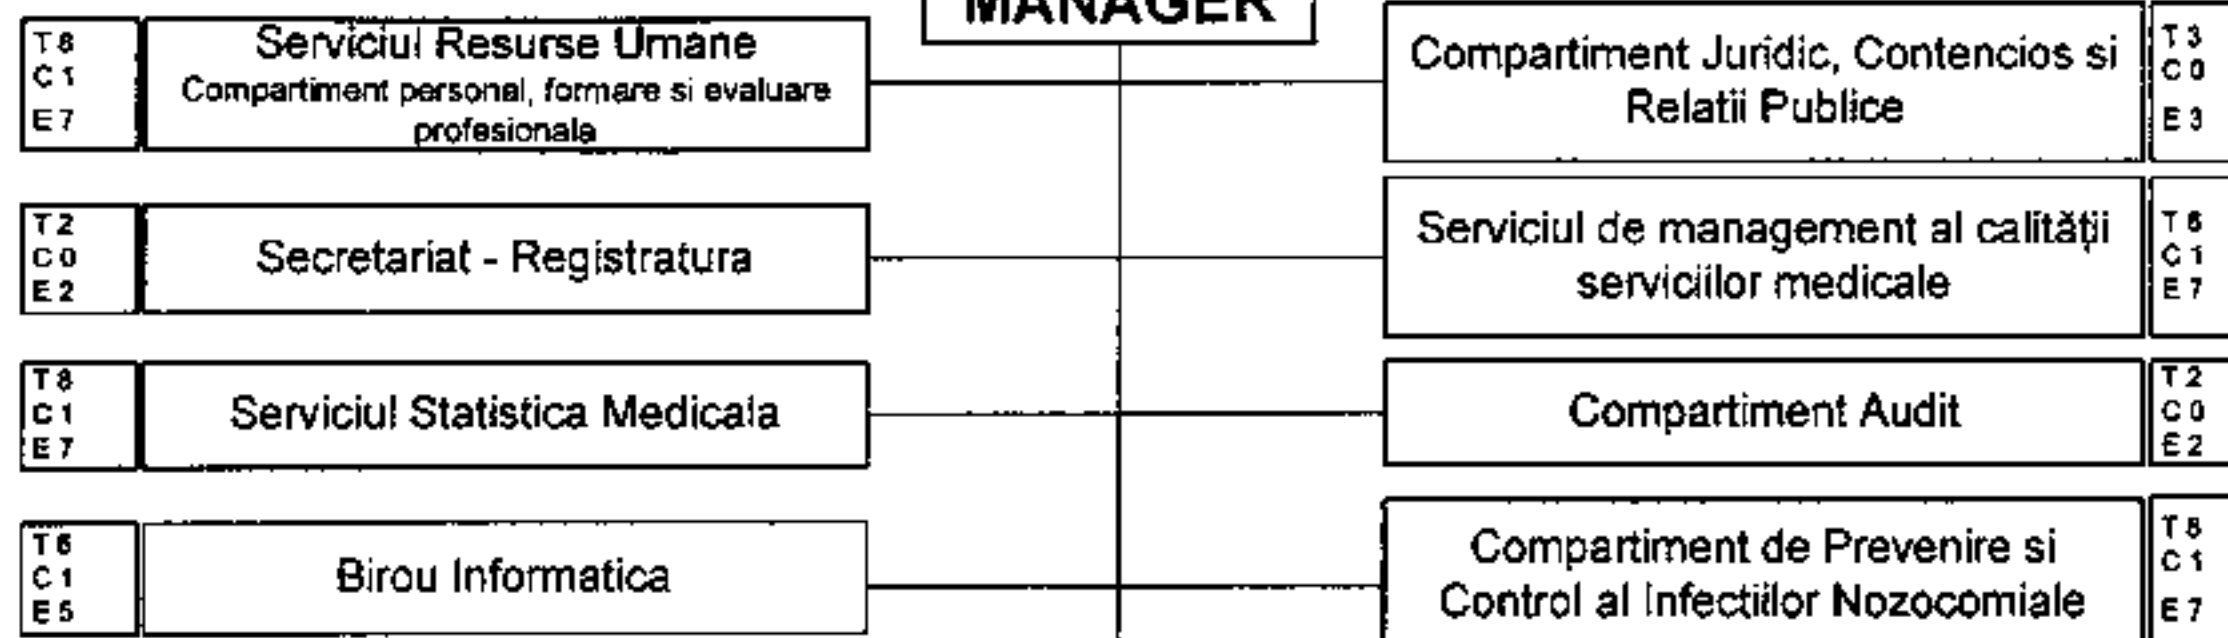 MANAGER
T 8
C 1
E 7
Serviciul Resurse Umane
Compartiment personal, formare si evaluare
profesionala
Compartiment Juridic, Contencios si
Relatii Publice
T 3
C 0
E 3
T 2
C 0
E 2
Secretariat - Registratura
Serviciul de management al calității
serviciilor medicale
C 1
E 7
T 8
C 1
E 7
Serviciul Statistica Medicala
Compartiment Audit
T 2
C 0
E 2
T 6
C 1
E 5
Birou Informatica
Compartiment de Prevenire si
Control al Infectiilor Nozocomiale
T 8
C 1
E 7